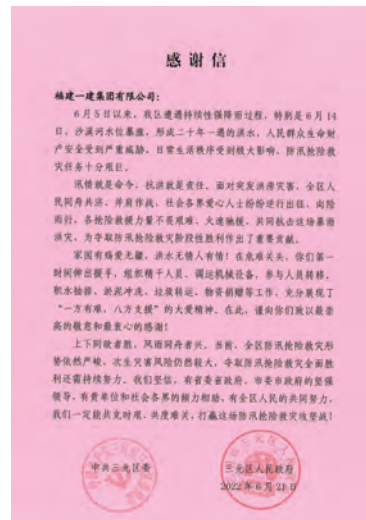 感谢信
福建一建集团有限公司：
6月5日以来，我区遭遇持续性强降雨过程，特别是6月14
日，沙溪河水位暴涨，形成二十年一遇的洪水，人民群众生命财
产安全受到严重威胁，日常生活秩序受到极大影响，防汛抢险救
灾任务十分艰巨。
汛情就是命令，抗洪就是责任。面对突发洪涝灾害，全区人
民同舟共济、并肩作战，社会各界爱心人士纷纷逆行出征、向险
而行，各抢险救援力量不畏艰难、火速驰援，共同抗击这场暴雨
洪灾，为夺取防汛抢险救灾阶段性胜利作出了重要贡献。
家园有殇爱无疆，洪水无情人有情！在危难关头，你们第一
时间伸出援手，组织精干人员、调运机械设备，参与人员转移、
积水抽排、淤泥冲洗、垃圾转运、物资捐赠等工作，充分展现了
“一方有难，八方支援”的大爱精神。在此，谨向你们致以最崇
高的敬意和最衷心的感谢！
上下同欲者胜，风雨同舟者兴。当前，全区防汛抢险救灾形
势依然严峻，次生灾害风险仍然较大，夺取防汛抢险救灾全面胜
利还需持续努力。我们坚信，有省委省政府、市委市政府的坚强
领导，有贵单位和社会各界的倾力相助，有全区人民的共同努力，
我们一定能共克时艰、共度难关，打赢这场防汛抢险救灾攻坚战！
中共三元区委
三元区人民政府
2022年6月21日